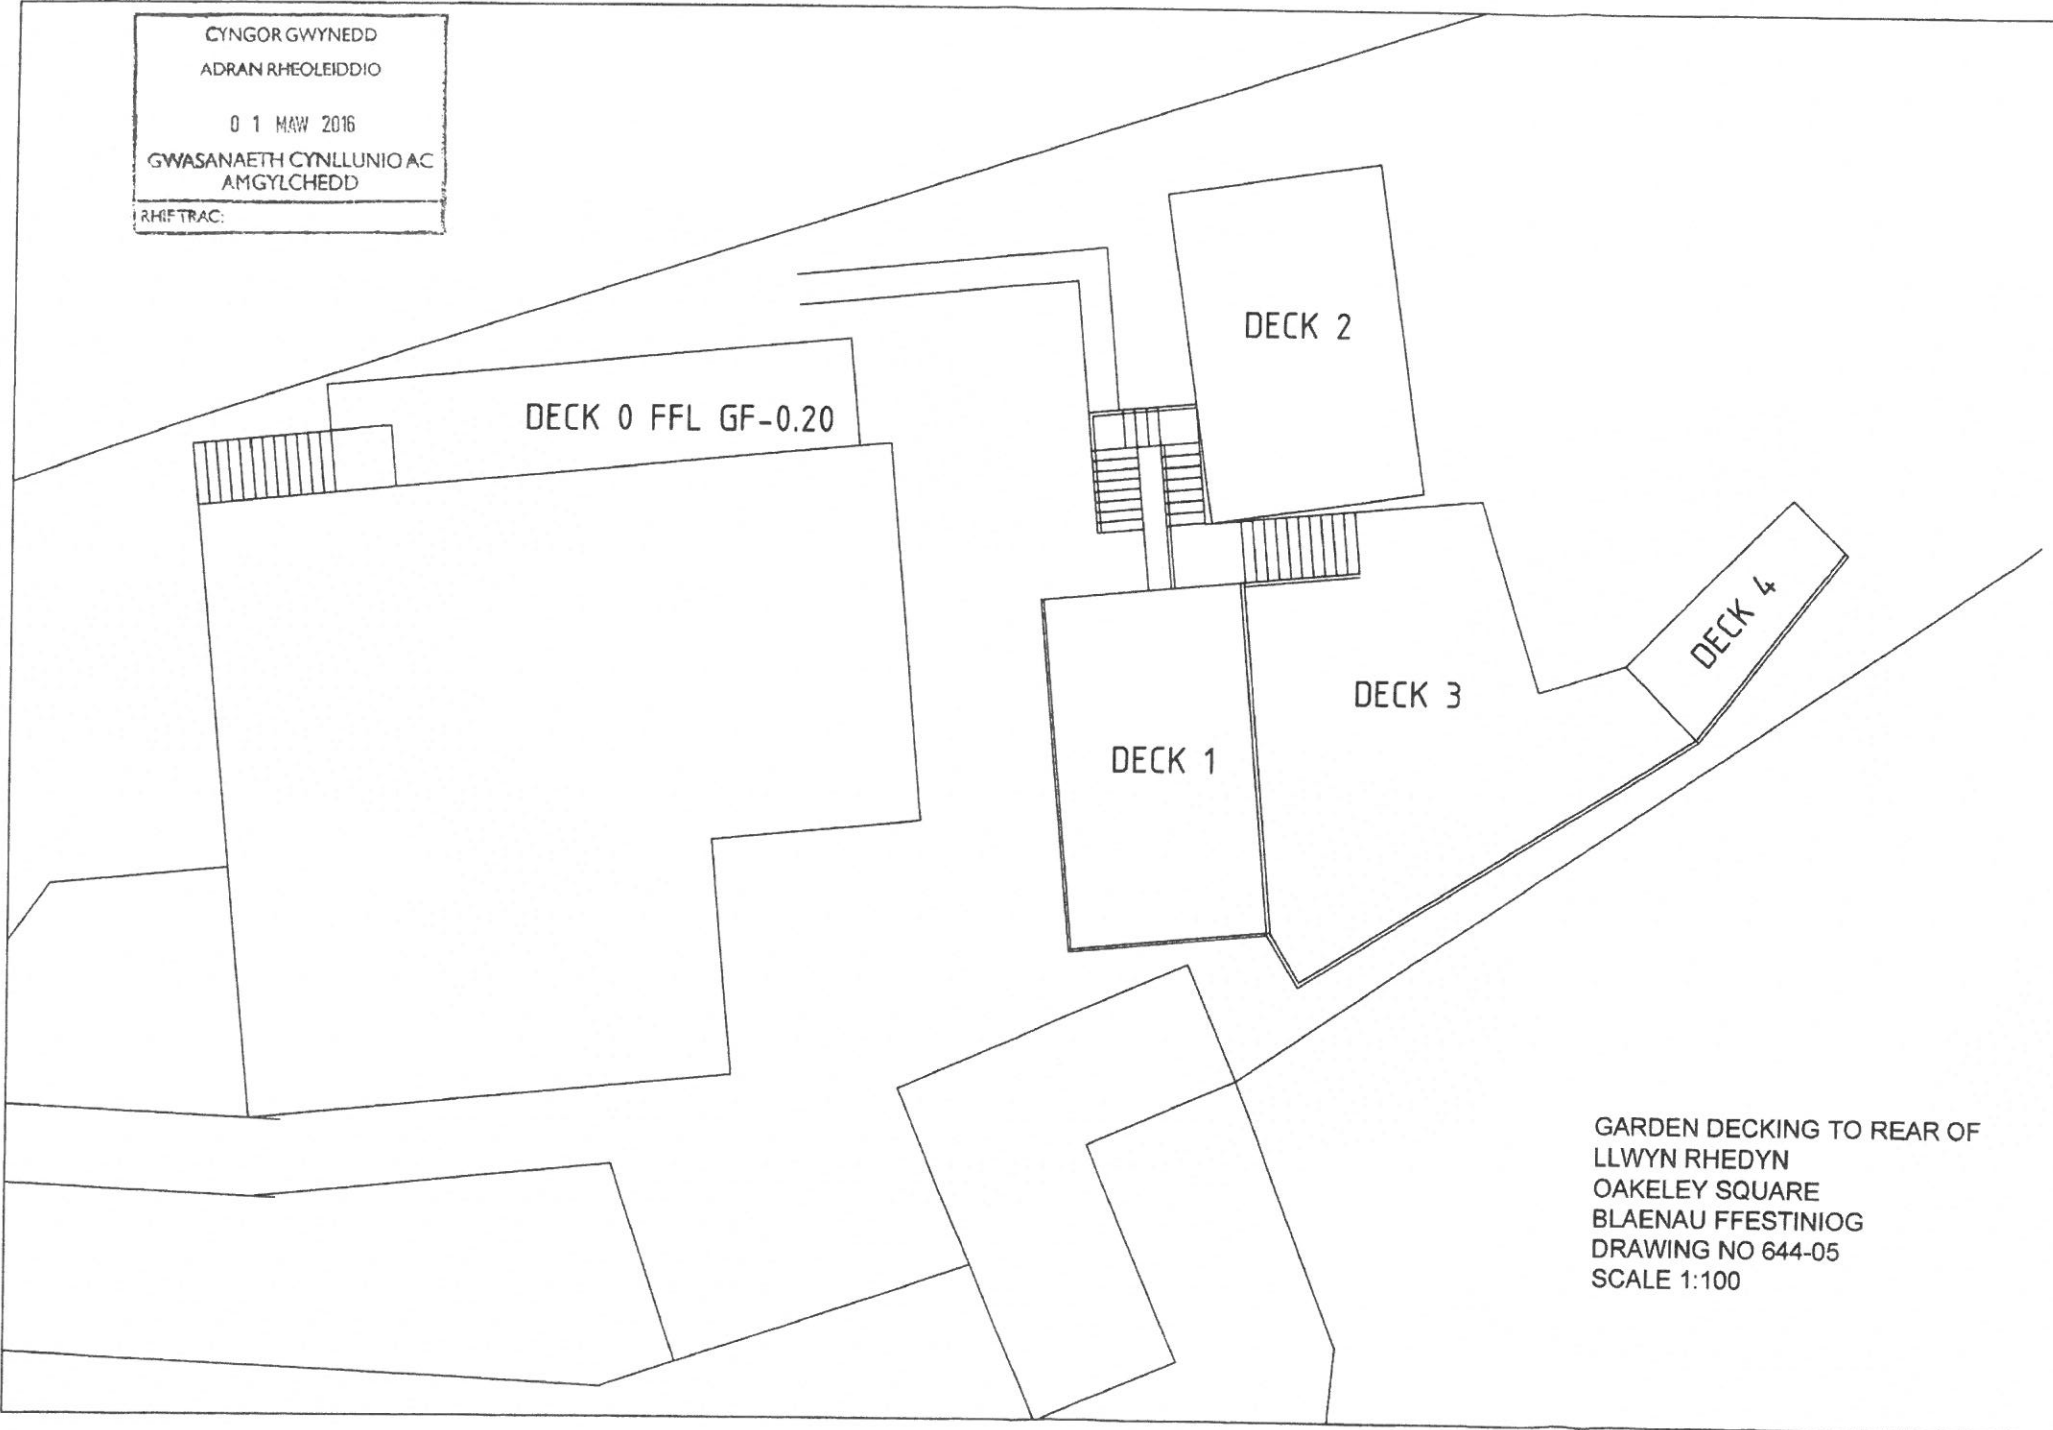 CYNGOR GWYNEDD
ADRAN RHEOLEIDDIO
0 1 MAW 2016
GWASANAETH CYNLLUNIO AC
AMGYLCHEDD
RHIF TRAC:
DECK 2
DECK 0 FFL GF-0.20
DECK 4
DECK 3
DECK 1
GARDEN DECKING TO REAR OF
LLWYN RHEDYN
OAKELEY SQUARE
BLAENAU FFESTINIOG
DRAWING NO 644-05
SCALE 1:100